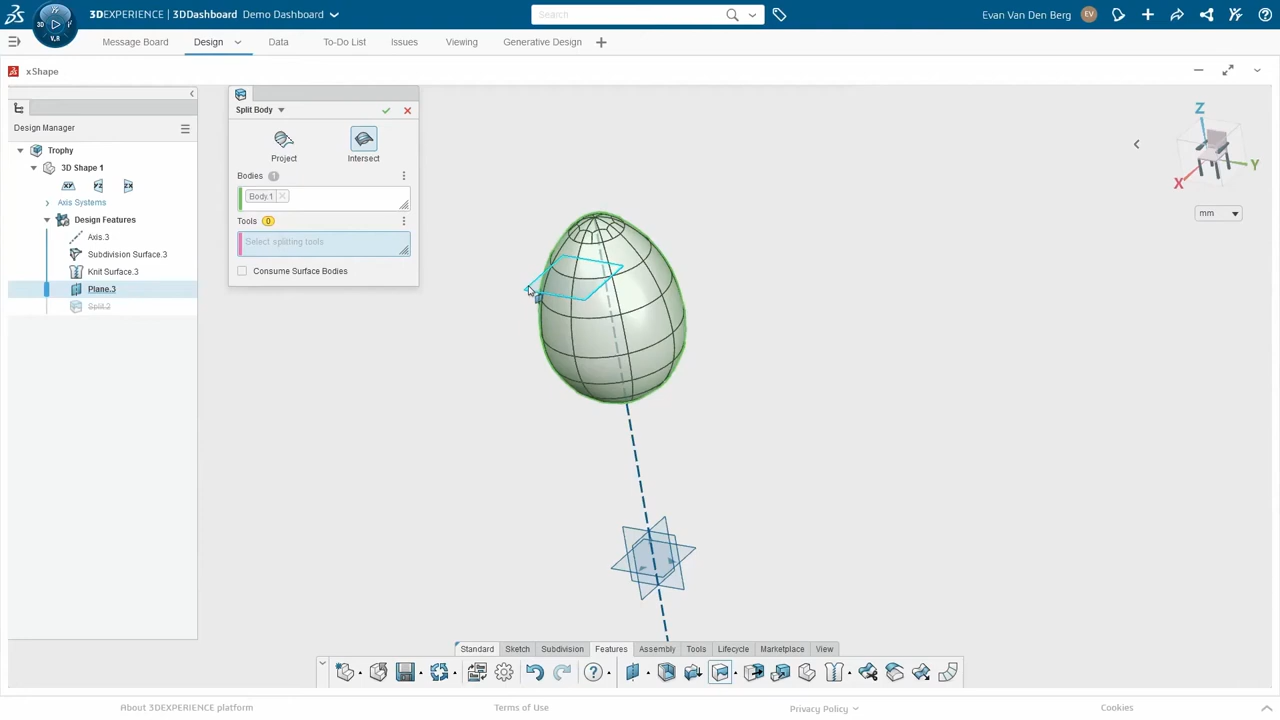 3DEXPERIENCE | 3DDashboard Demo Dashboard
Search
Evan Van Den Berg EV
3D V.R
Message Board Design Data To-Do List Issues Viewing Generative Design
xShape
Design Manager
Trophy
3D Shape 1
XY YZ ZX
Axis Systems
Design Features
Axis.3
Subdivision Surface.3
Knit Surface.3
Plane.3
Split.2
Split Body
Project Intersect
Bodies 1
Body.1
Tools 0
Select splitting tools
Consume Surface Bodies
Z
Y
X
mm
Standard Sketch Subdivision Features Assembly Tools Lifecycle Marketplace View
About 3DEXPERIENCE platform Terms of Use Privacy Policy Cookies